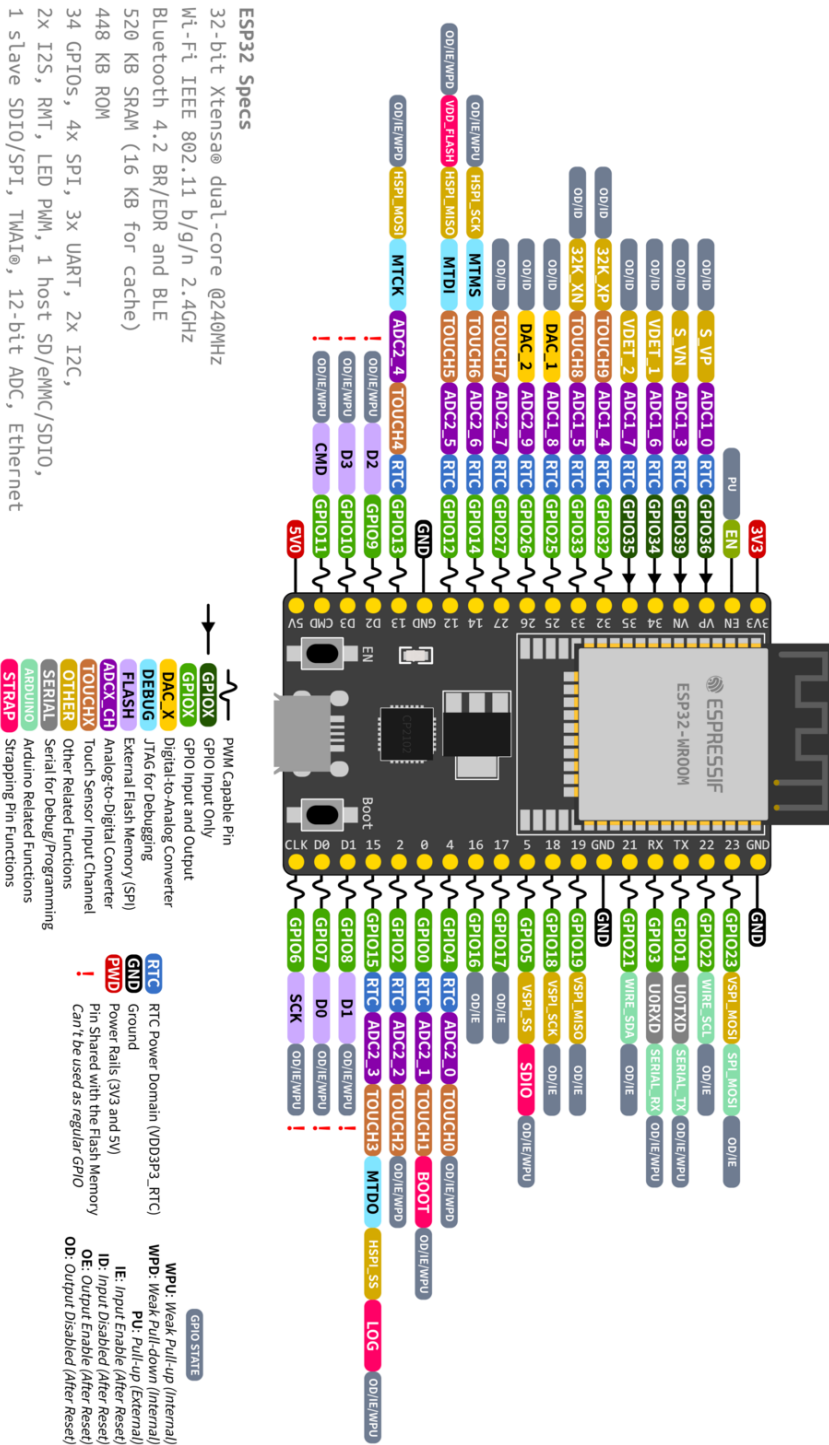 3V3 3V3 GND GND
PU EN EN 23 GPIO23 VSPI_MOSI SPI_MOSI OD/IE
OD/ID S_VP ADC1_0 RTC GPIO36 VP 22 GPIO22 WIRE_SCL OD/IE
OD/ID S_VN ADC1_3 RTC GPIO39 VN TX GPIO1 U0TXD SERIAL_TX OD/IE/WPU
OD/ID VDET_1 ADC1_6 RTC GPIO34 34 RX GPIO3 U0RXD SERIAL_RX OD/IE/WPU
OD/ID VDET_2 ADC1_7 RTC GPIO35 35 21 GPIO21 WIRE_SDA OD/IE
OD/ID 32K_XP TOUCH9 ADC1_4 RTC GPIO32 32 GND GND
OD/ID 32K_XN TOUCH8 ADC1_5 RTC GPIO33 33 19 GPIO19 VSPI_MISO OD/IE
OD/ID DAC_1 ADC1_8 RTC GPIO25 25 18 GPIO18 VSPI_SCK OD/IE
OD/ID DAC_2 ADC2_9 RTC GPIO26 26 5 GPIO5 VSPI_SS SDIO OD/IE/WPU
OD/ID TOUCH7 ADC2_7 RTC GPIO27 27 17 GPIO17 OD/IE
OD/IE/WPU HSPI_SCK MTMS TOUCH6 ADC2_6 RTC GPIO14 14 16 GPIO16 OD/IE
OD/IE/WPD VDD_FLASH HSPI_MISO MTDI TOUCH5 ADC2_5 RTC GPIO12 12 4 GPIO4 RTC ADC2_0 TOUCH0 OD/IE/WPD
GND GND 0 GPIO0 RTC ADC2_1 TOUCH1 BOOT OD/IE/WPU
OD/IE/WPD HSPI_MOSI MTCK ADC2_4 TOUCH4 RTC GPIO13 13 2 GPIO2 RTC ADC2_2 TOUCH2 OD/IE/WPD
! OD/IE/WPU D2 GPIO9 D2 15 GPIO15 RTC ADC2_3 TOUCH3 MTDO HSPI_SS LOG OD/IE/WPU
! OD/IE/WPU D3 GPIO10 D3 D1 GPIO8 D1 OD/IE/WPU !
! OD/IE/WPU CMD GPIO11 CMD D0 GPIO7 D0 OD/IE/WPU !
5V0 5V CLK GPIO6 SCK OD/IE/WPU !
ESPRESSIF
ESP32-WROOM
CP2102
EN
Boot
ESP32 Specs
32-bit Xtensa® dual-core @240MHz
Wi-Fi IEEE 802.11 b/g/n 2.4GHz
BLuetooth 4.2 BR/EDR and BLE
520 KB SRAM (16 KB for cache)
448 KB ROM
34 GPIOs, 4x SPI, 3x UART, 2x I2C,
2x I2S, RMT, LED PWM, 1 host SD/eMMC/SDIO,
1 slave SDIO/SPI, TWAI®, 12-bit ADC, Ethernet
PWM Capable Pin
GPIOX GPIO Input Only
GPIOX GPIO Input and Output
DAC_X Digital-to-Analog Converter
DEBUG JTAG for Debugging
FLASH External Flash Memory (SPI)
ADCX_CH Analog-to-Digital Converter
TOUCHX Touch Sensor Input Channel
OTHER Other Related Functions
SERIAL Serial for Debug/Programming
ARDUINO Arduino Related Functions
STRAP Strapping Pin Functions
RTC RTC Power Domain (VDD3P3_RTC)
GND Ground
PWD Power Rails (3V3 and 5V)
! Pin Shared with the Flash Memory
Can't be used as regular GPIO
GPIO STATE
WPU: Weak Pull-up (Internal)
WPD: Weak Pull-down (Internal)
PU: Pull-up (External)
IE: Input Enable (After Reset)
ID: Input Disabled (After Reset)
OE: Output Enable (After Reset)
OD: Output Disabled (After Reset)